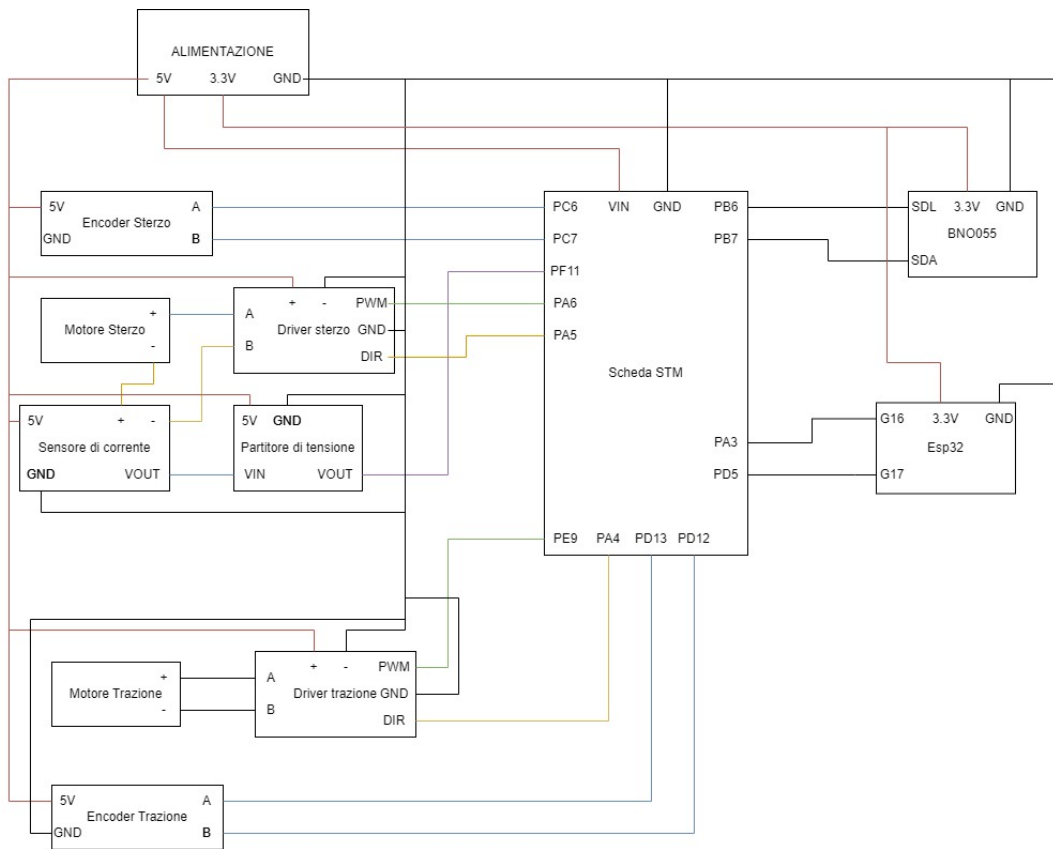 ALIMENTAZIONE
5V 3.3V GND
5V A
Encoder Sterzo
GND B
PC6 VIN GND PB6
PC7 PB7
PF11
PA6
PA5
Scheda STM
PA3
PD5
PE9 PA4 PD13 PD12
SDL 3.3V GND
BNO055
SDA
+ - PWM
A
Driver sterzo GND
B
DIR
+
Motore Sterzo
-
5V + -
Sensore di corrente
GND VOUT
5V GND
Partitore di tensione
VIN VOUT
G16 3.3V GND
Esp32
G17
+ - PWM
A
Driver trazione GND
B
DIR
+
Motore Trazione
-
5V A
Encoder Trazione
GND B